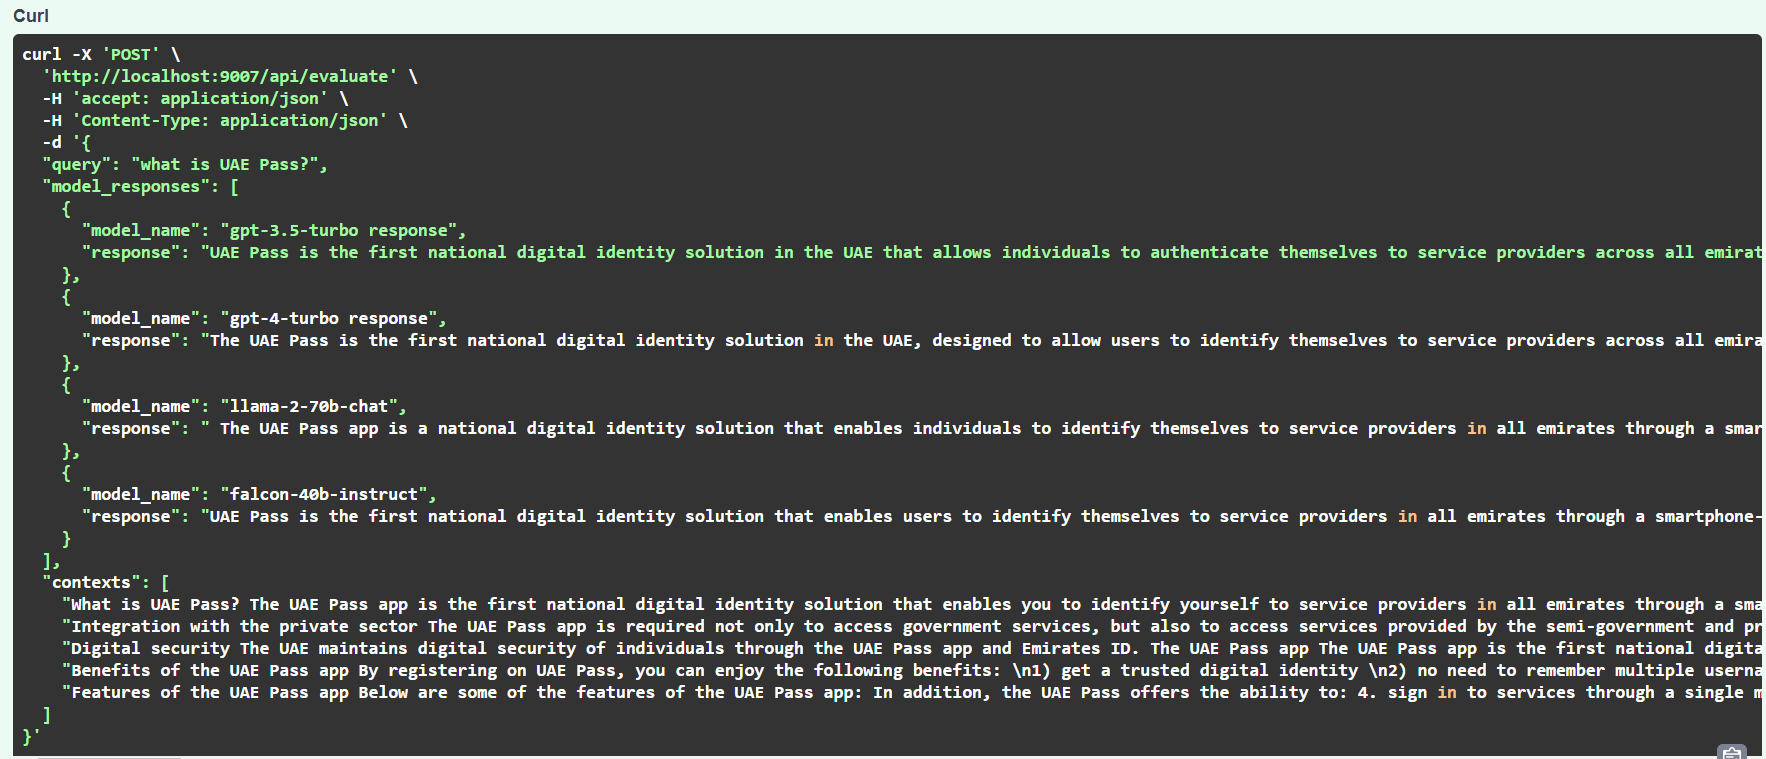 Curl
curl -X 'POST' \
'http://localhost:9007/api/evaluate' \
-H 'accept: application/json' \
-H 'Content-Type: application/json' \
-d '{
"query": "what is UAE Pass?",
"model_responses": [
{
"model_name": "gpt-3.5-turbo response",
"response": "UAE Pass is the first national digital identity solution in the UAE that allows individuals to authenticate themselves to service providers across all emirat
},
{
"model_name": "gpt-4-turbo response",
"response": "The UAE Pass is the first national digital identity solution in the UAE, designed to allow users to identify themselves to service providers across all emira
},
{
"model_name": "llama-2-70b-chat",
"response": " The UAE Pass app is a national digital identity solution that enables individuals to identify themselves to service providers in all emirates through a smar
},
{
"model_name": "falcon-40b-instruct",
"response": "UAE Pass is the first national digital identity solution that enables users to identify themselves to service providers in all emirates through a smartphone-
}
],
"contexts": [
"What is UAE Pass? The UAE Pass app is the first national digital identity solution that enables you to identify yourself to service providers in all emirates through a sma
"Integration with the private sector The UAE Pass app is required not only to access government services, but also to access services provided by the semi-government and pr
"Digital security The UAE maintains digital security of individuals through the UAE Pass app and Emirates ID. The UAE Pass app The UAE Pass app is the first national digita
"Benefits of the UAE Pass app By registering on UAE Pass, you can enjoy the following benefits: \n1) get a trusted digital identity \n2) no need to remember multiple userna
"Features of the UAE Pass app Below are some of the features of the UAE Pass app: In addition, the UAE Pass offers the ability to: 4. sign in to services through a single m
]
}'